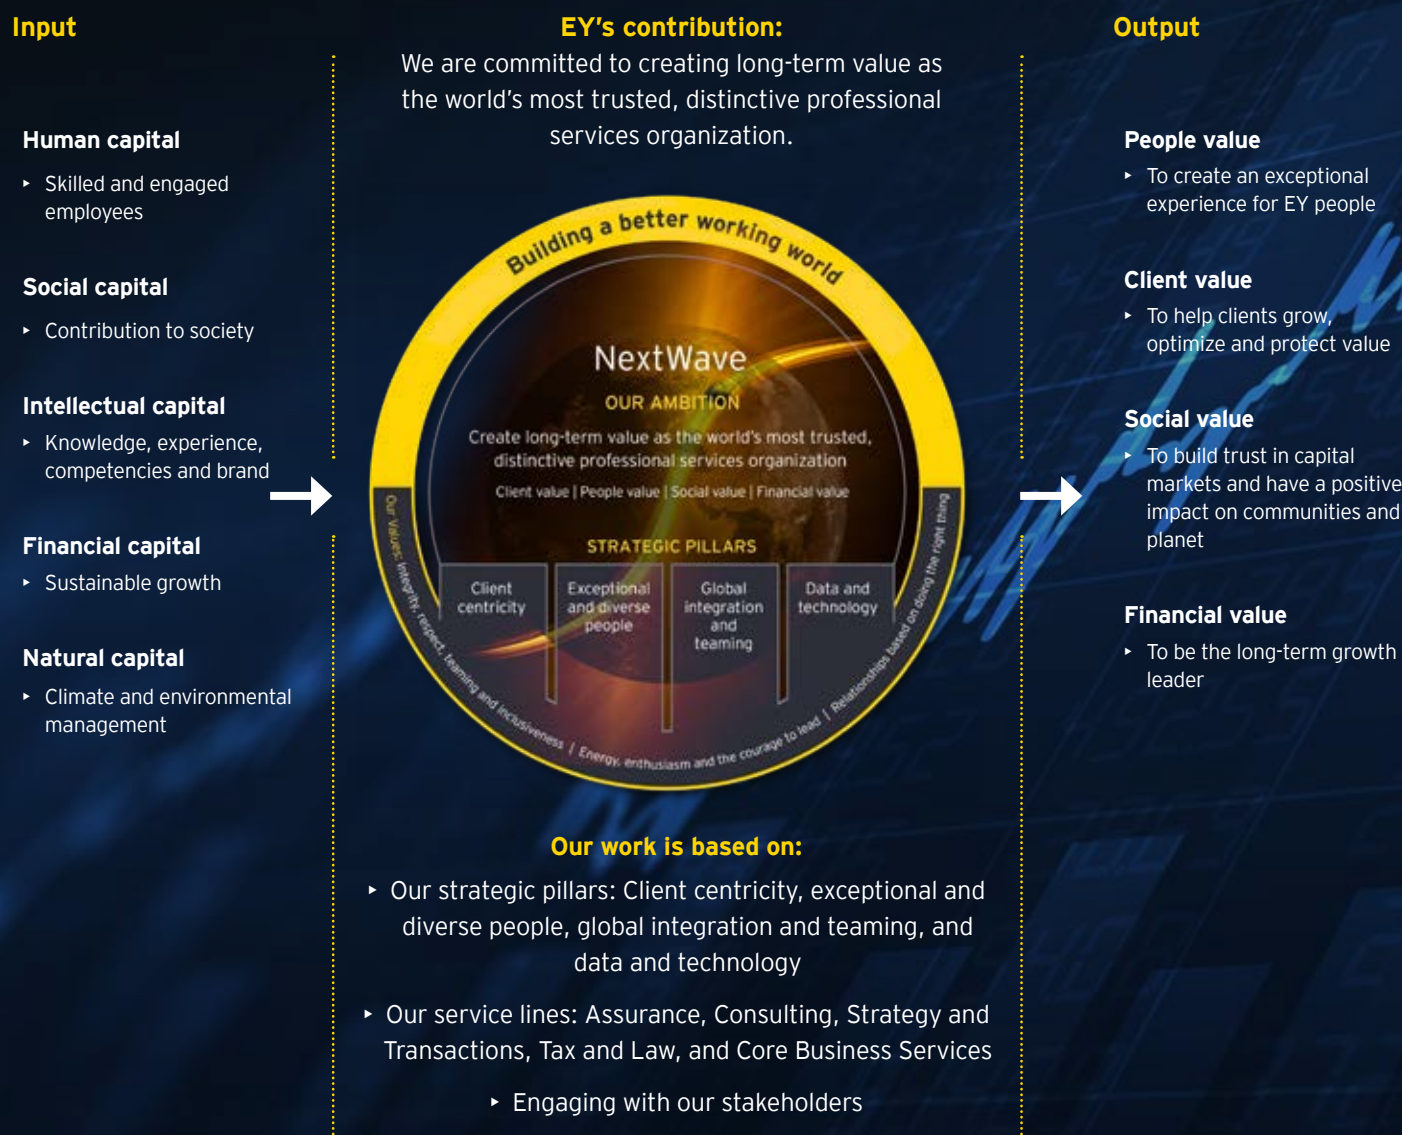 Input
Human capital
‣ Skilled and engaged
employees
Social capital
‣ Contribution to society
Intellectual capital
‣ Knowledge, experience,
competencies and brand
Financial capital
‣ Sustainable growth
Natural capital
‣ Climate and environmental
management
EY's contribution:
We are committed to creating long-term value as
the world's most trusted, distinctive professional
services organization.
Building a better working world
NextWave
OUR AMBITION
Create long-term value as the world's most trusted,
distinctive professional services organization
Client value | People value | Social value | Financial value
STRATEGIC PILLARS
Client
centricity
Exceptional
and diverse
people
Global
integration
and
teaming
Data and
technology
Our Values: Integrity, respect, teaming and inclusiveness | Energy, enthusiasm and the courage to lead | Relationships based on doing the right thing
Our work is based on:
‣ Our strategic pillars: Client centricity, exceptional and
diverse people, global integration and teaming, and
data and technology
‣ Our service lines: Assurance, Consulting, Strategy and
Transactions, Tax and Law, and Core Business Services
‣ Engaging with our stakeholders
Output
People value
‣ To create an exceptional
experience for EY people
Client value
‣ To help clients grow,
optimize and protect value
Social value
‣ To build trust in capital
markets and have a positive
impact on communities and
planet
Financial value
‣ To be the long-term growth
leader